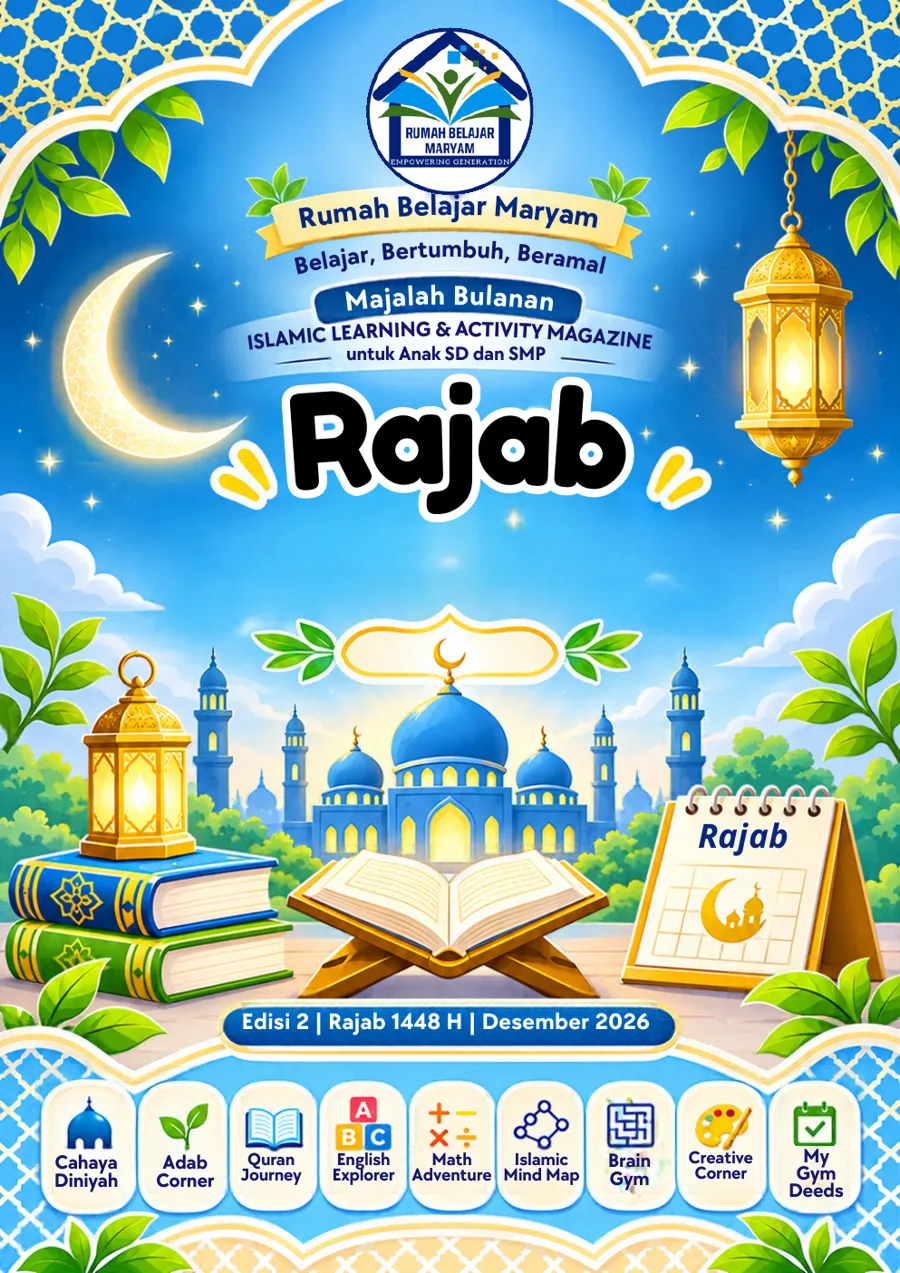 RUMAH BELAJAR
MARYAM
EMPOWERING GENERATION
Rumah Belajar Maryam
Belajar, Bertumbuh, Beramal
Majalah Bulanan
ISLAMIC LEARNING & ACTIVITY MAGAZINE
untuk Anak SD dan SMP
Rajab
Rajab
Edisi 2 | Rajab 1448 H | Desember 2026
Cahaya
Diniyah
Adab
Corner
Quran
Journey
A
B C
English
Explorer
Math
Adventure
Islamic
Mind Map
Brain
Gym
Creative
Corner
My
Gym
Deeds